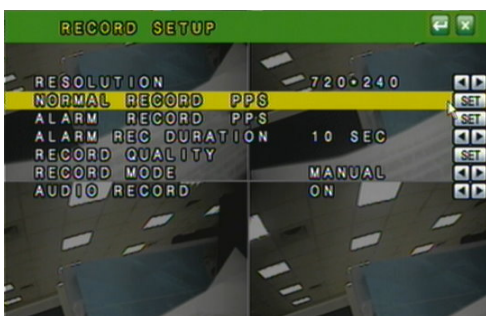 RECORD SETUP
RESOLUTION 720*240
NORMAL RECORD PPS SET
ALARM RECORD PPS SET
ALARM REC DURATION 10 SEC
RECORD QUALITY SET
RECORD MODE MANUAL
AUDIO RECORD ON